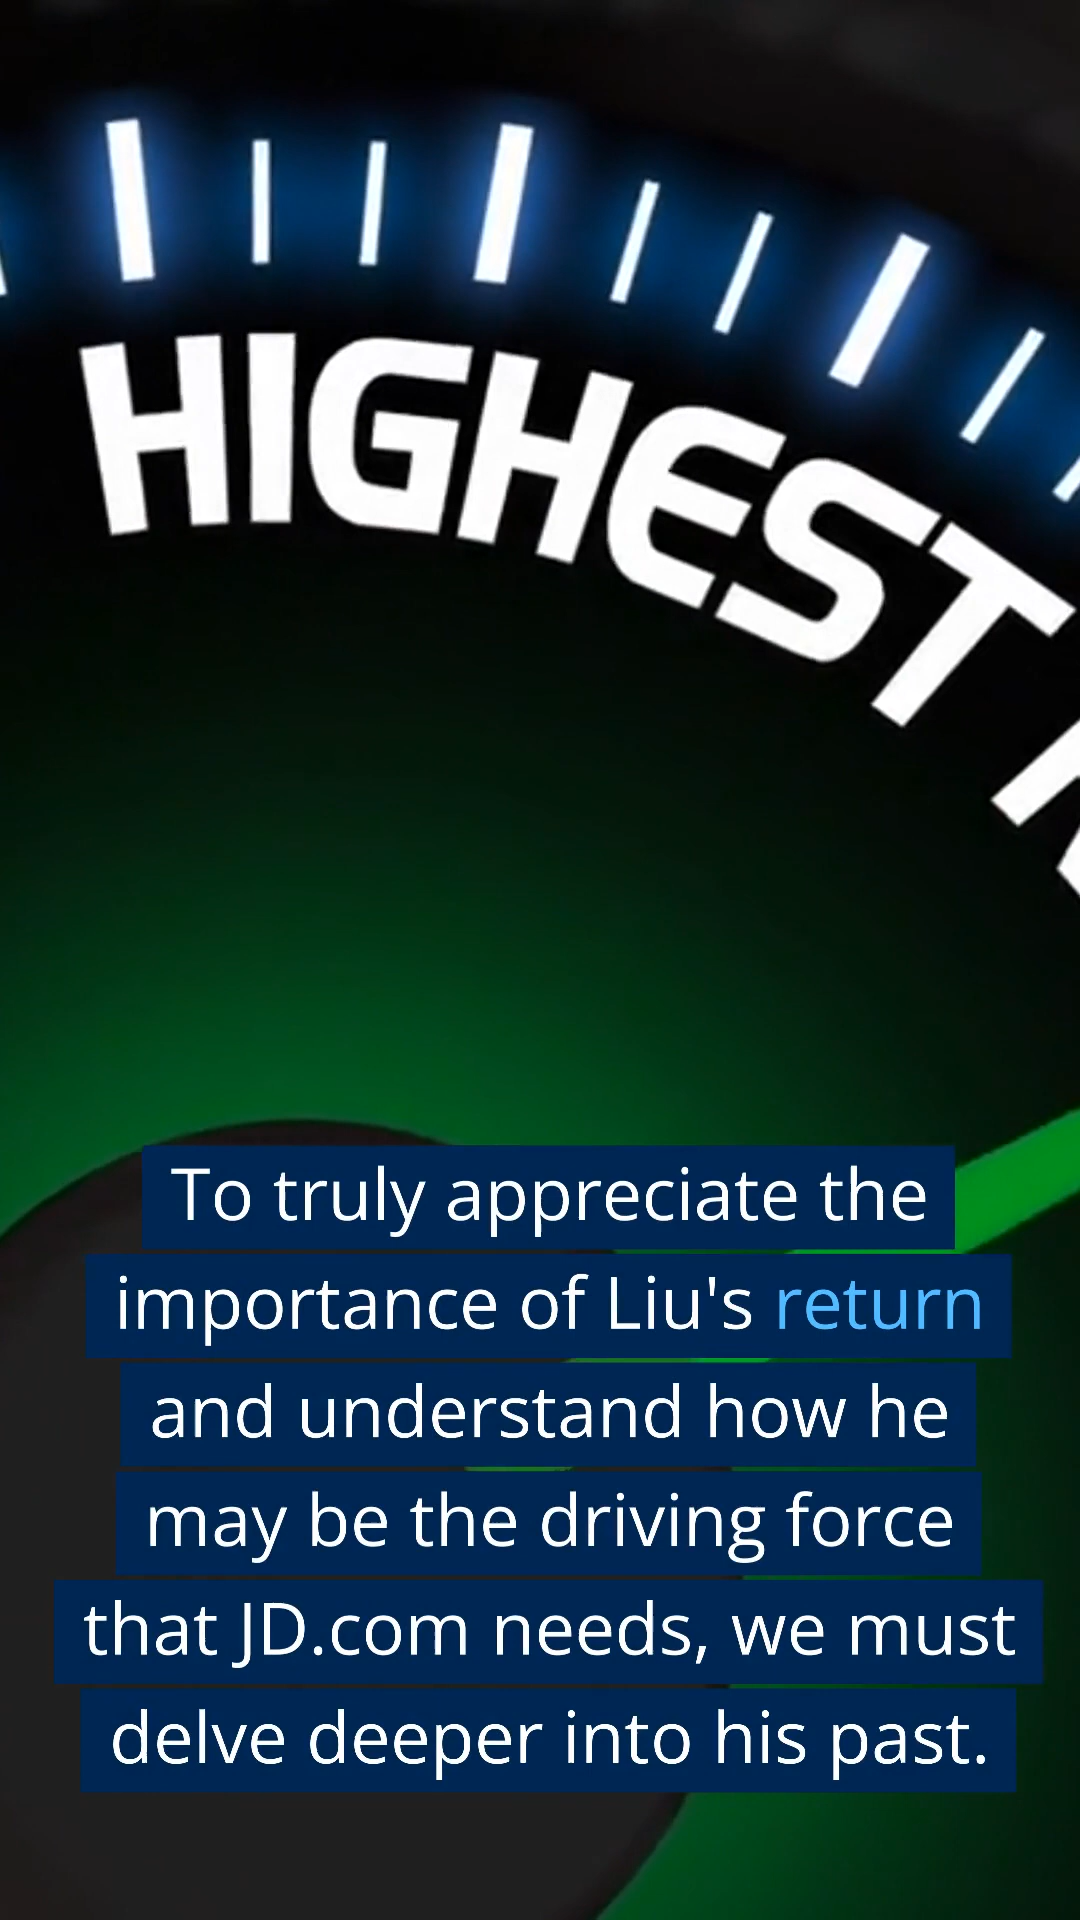 HIGHEST
To truly appreciate the
importance of Liu's return
and understand how he
may be the driving force
that JD.com needs, we must
delve deeper into his past.